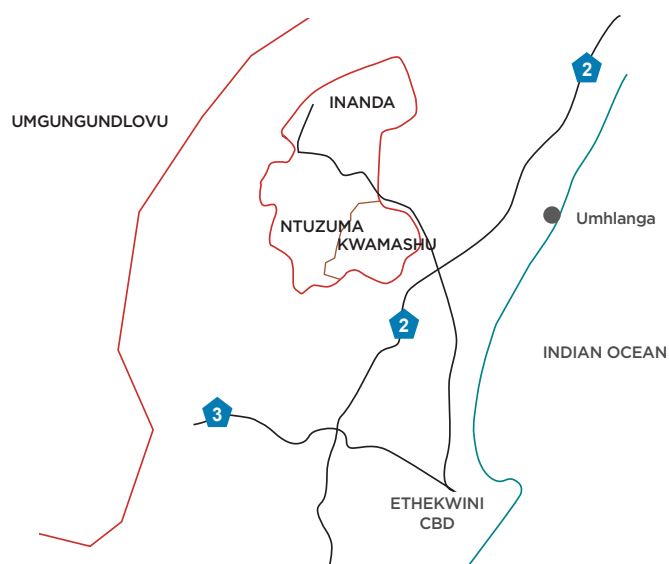 2
INANDA
UMGUNGUNDLOVU
Umhlanga
NTUZUMA
KWAMASHU
2
INDIAN OCEAN
3
ETHEKWINI
CBD